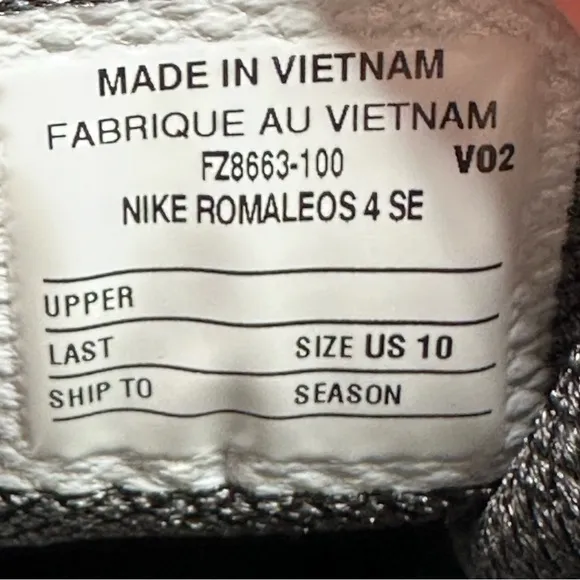 MADE IN VIETNAM
FABRIQUE AU VIETNAM
FZ8663-100 V02
NIKE ROMALEOS 4 SE
UPPER
LAST SIZE US 10
SHIP TO SEASON